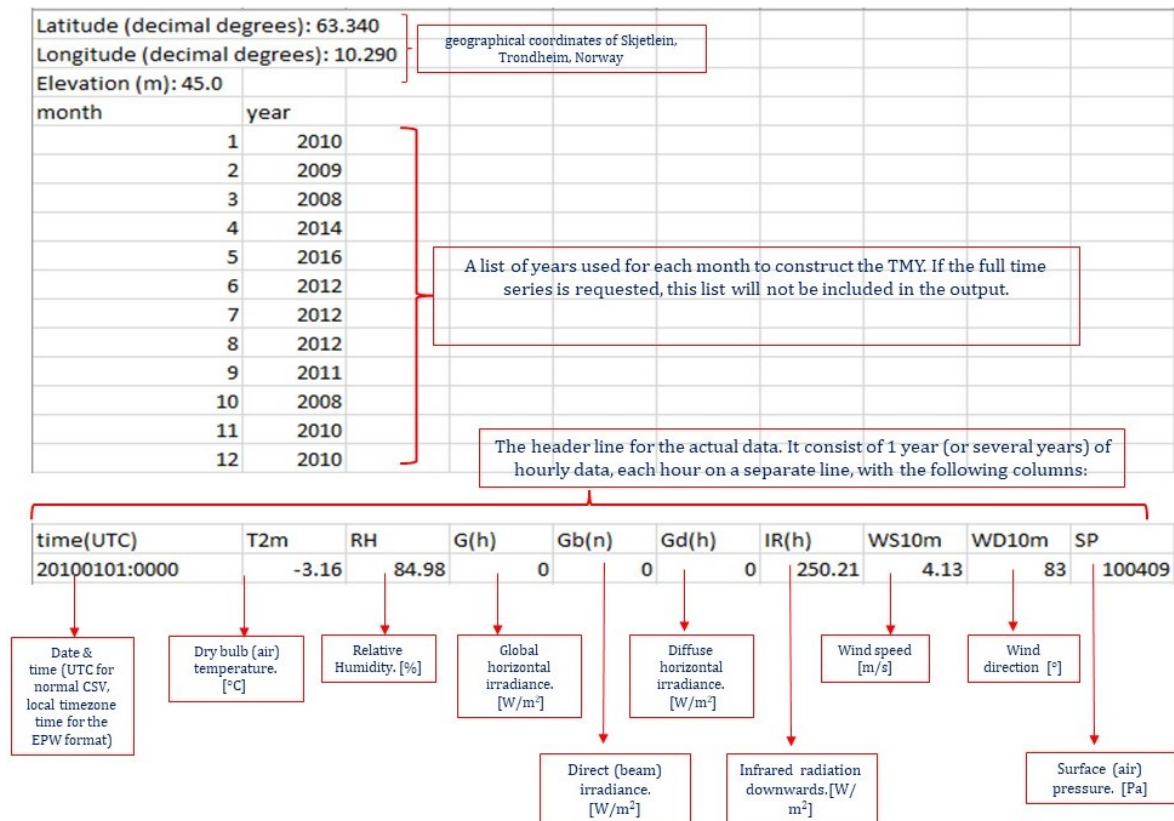 Latitude (decimal degrees): 63.340
Longitude (decimal degrees): 10.290
Elevation (m): 45.0
geographical coordinates of Skjetlein,
Trondheim, Norway
month year
1 2010
2 2009
3 2008
4 2014
5 2016
6 2012
7 2012
8 2012
9 2011
10 2008
11 2010
12 2010
A list of years used for each month to construct the TMY. If the full time
series is requested, this list will not be included in the output.
The header line for the actual data. It consist of 1 year (or several years) of
hourly data, each hour on a separate line, with the following columns:
time(UTC) T2m RH G(h) Gb(n) Gd(h) IR(h) WS10m WD10m SP
20100101:0000 -3.16 84.98 0 0 0 250.21 4.13 83 100409
Date &
time (UTC for
normal CSV,
local timezone
time for the
EPW format)
Dry bulb (air)
temperature.
[°C]
Relative
Humidity. [%]
Global
horizontal
irradiance.
[W/m²]
Diffuse
horizontal
irradiance.
[W/m²]
Wind speed
[m/s]
Wind
direction [°]
Direct (beam)
irradiance.
[W/m²]
Infrared radiation
downwards.[W/
m²]
Surface (air)
pressure. [Pa]